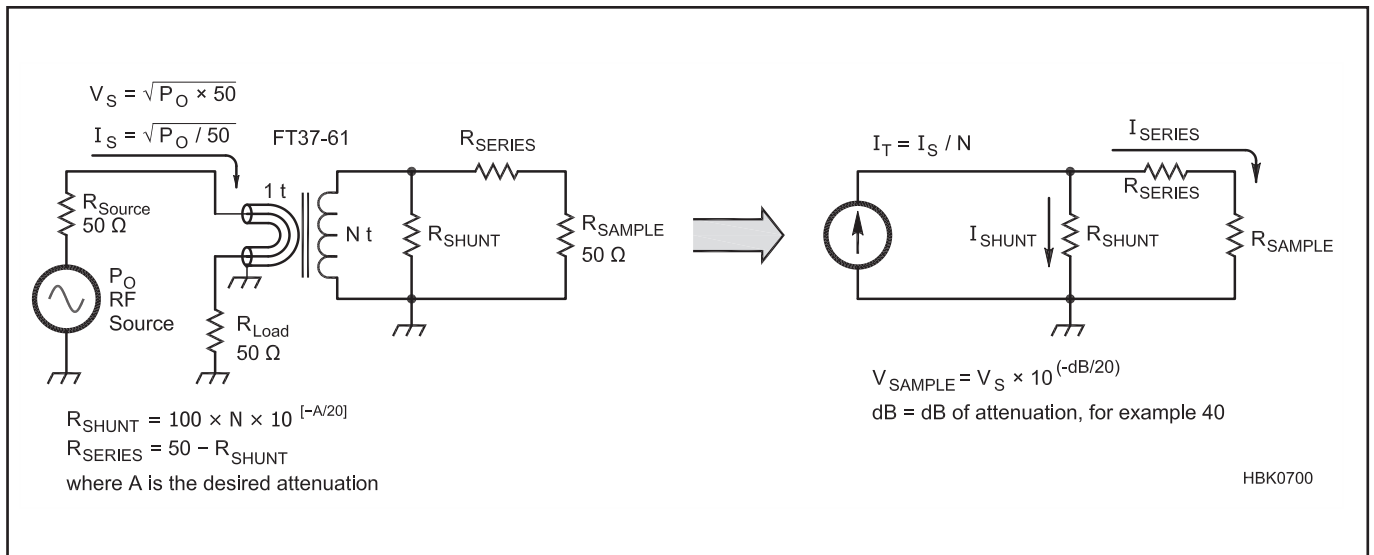 V_S = √(P_O × 50)
I_S = √(P_O / 50)
FT37-61
1 t
N t
R_Source
50 Ω
P_O
RF
Source
R_Load
50 Ω
R_SHUNT
R_SERIES
R_SAMPLE
50 Ω
R_SHUNT = 100 × N × 10^[-A/20]
R_SERIES = 50 – R_SHUNT
where A is the desired attenuation
I_T = I_S / N
I_SERIES
R_SERIES
I_SHUNT
R_SHUNT
R_SAMPLE
V_SAMPLE = V_S × 10^(-dB/20)
dB = dB of attenuation, for example 40
HBK0700